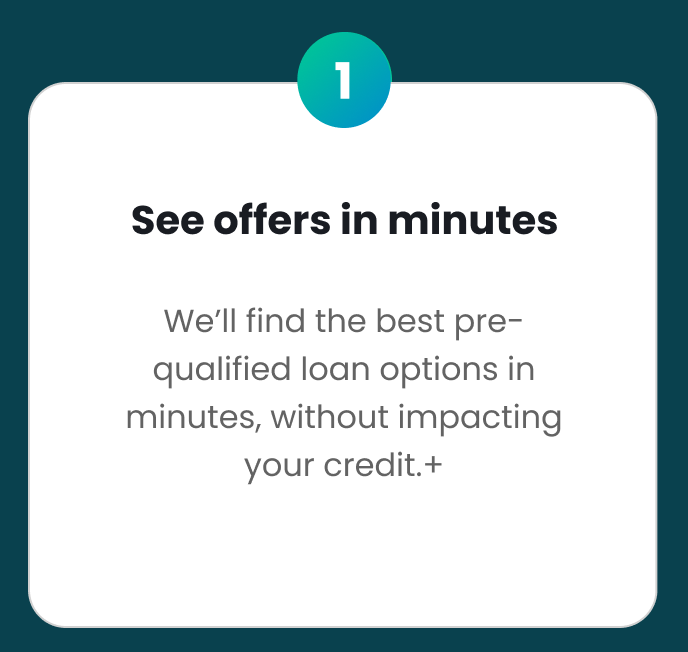 1
See offers in minutes
We’ll find the best pre-
qualified loan options in
minutes, without impacting
your credit.+